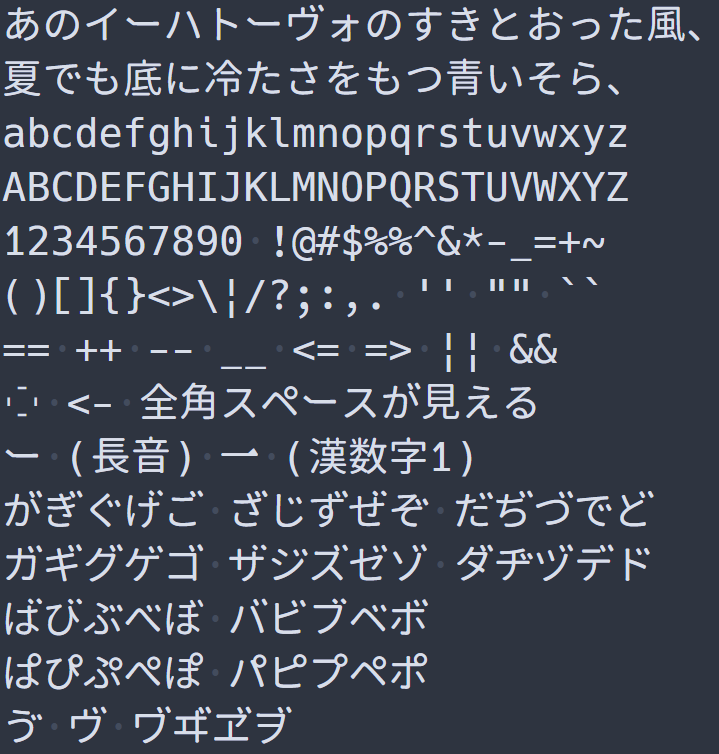 あのイーハトーヴォのすきとおった風、
夏でも底に冷たさをもつ青いそら、
abcdefghijklmnopqrstuvwxyz
ABCDEFGHIJKLMNOPQRSTUVWXYZ
1234567890 !@#$%%^&*-_=+~
()[]{}<>\|/?;:,. '' "" ``
== ++ -- __ <= => || &&
　 <- 全角スペースが見える
ー (長音) 一 (漢数字1)
がぎぐげご ざじずぜぞ だぢづでど
ガギグゲゴ ザジズゼゾ ダヂヅデド
ばびぶべぼ バビブベボ
ぱぴぷぺぽ パピプペポ
ゔ ヴ ヷヸヹヺ